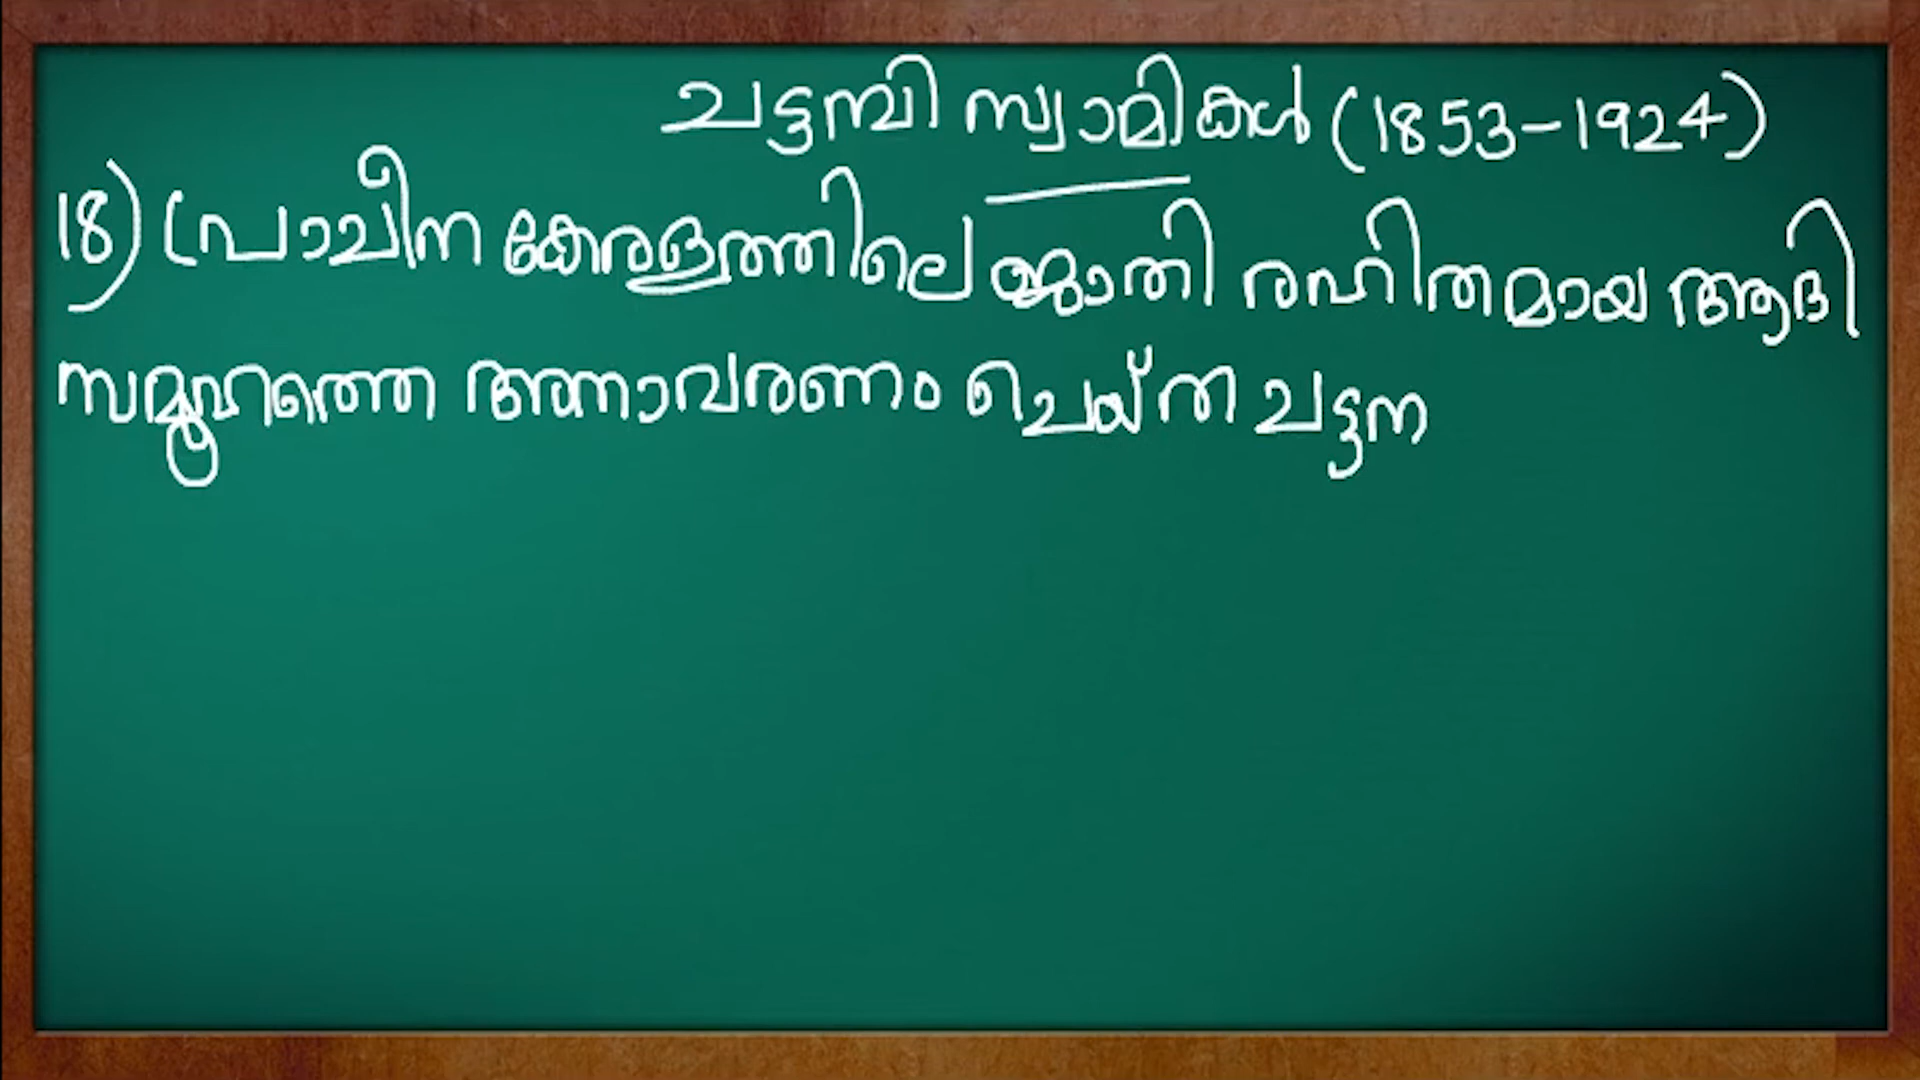 ചട്ടമ്പി സ്വാമികൾ (1853-1924)
18) പ്രാചീന കേരളത്തിലെ ജാതി രഹിതമായ ആദി
സമൂഹത്തെ അനാവരണം ചെയ്ത ചട്ടന